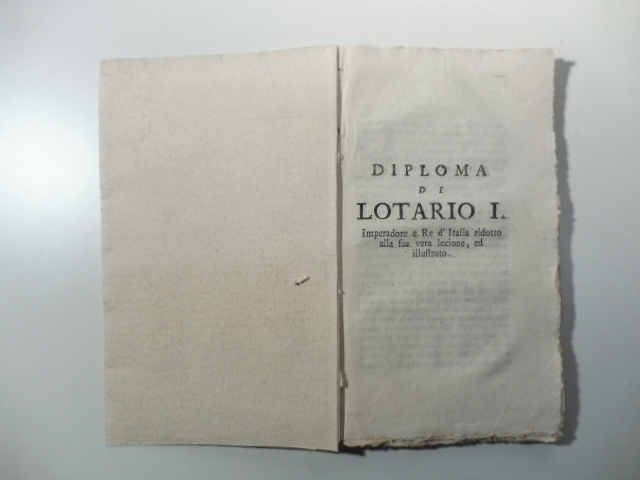 DIPLOMA
DI
LOTARIO I.
Imperadore e Re d' Italia ridotto
alla ſua vera lezione, ed
illuſtrato.